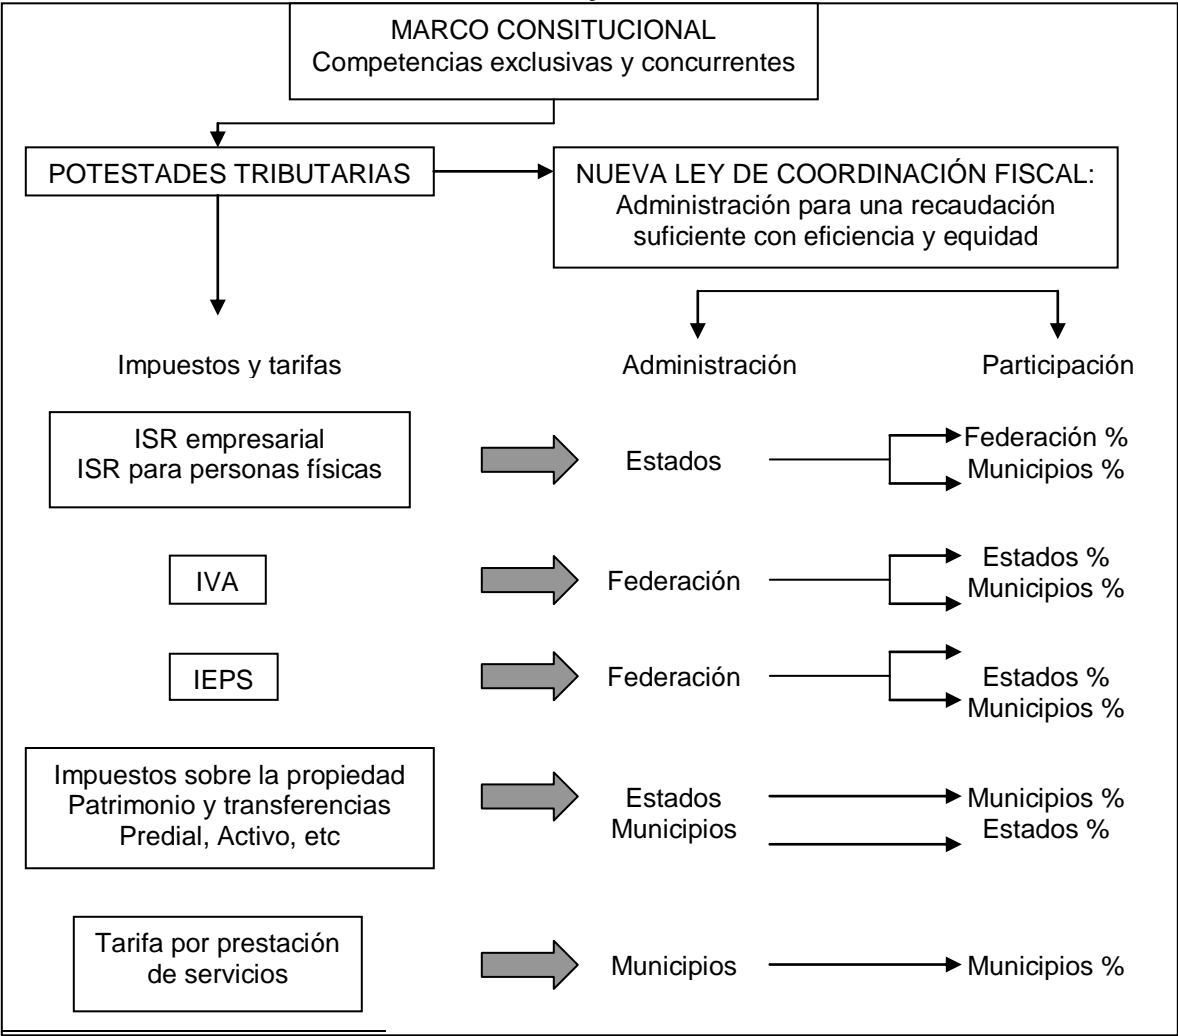 MARCO CONSITUCIONAL
Competencias exclusivas y concurrentes
POTESTADES TRIBUTARIAS
NUEVA LEY DE COORDINACIÓN FISCAL:
Administración para una recaudación
suficiente con eficiencia y equidad
Impuestos y tarifas
Administración
Participación
ISR empresarial
ISR para personas físicas
Estados
Federación %
Municipios %
IVA
Federación
Estados %
Municipios %
IEPS
Federación
Estados %
Municipios %
Impuestos sobre la propiedad
Patrimonio y transferencias
Predial, Activo, etc
Estados
Municipios
Municipios %
Estados %
Tarifa por prestación
de servicios
Municipios
Municipios %